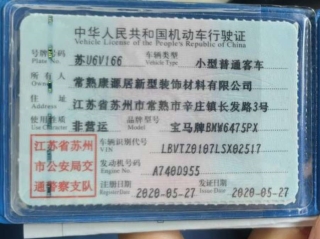 中华人民共和国机动车行驶证
Vehicle License of the People's Republic of China
号牌号码 苏U6V166 车辆类型 小型普通客车
Plate No. Vehicle Type
所有人 常熟康源居新型装饰材料有限公司
Owner
住址 江苏省苏州市常熟市辛庄镇长发路3号
Address
使用性质 非营运 品牌型号 宝马牌BMW6475PX
Use Character Model
江苏省苏州
市公安局交
通警察支队
车辆识别代号 LBVTZ0107LSX02517
VIN
发动机号码 A740D955
Engine No.
注册日期 2020-05-27 发证日期 2020-05-27
Register Date Issue Date